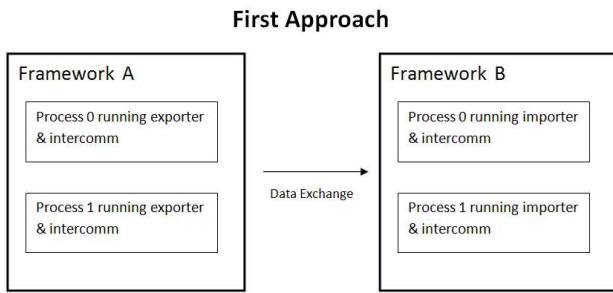 First Approach
Framework A
Process 0 running exporter
& intercomm
Process 1 running exporter
& intercomm
Data Exchange
Framework B
Process 0 running importer
& intercomm
Process 1 running importer
& intercomm